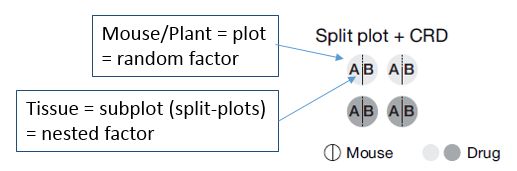 Mouse/Plant = plot
= random factor
Split plot + CRD
A B A B
Tissue = subplot (split-plots)
= nested factor
A B A B
Mouse Drug